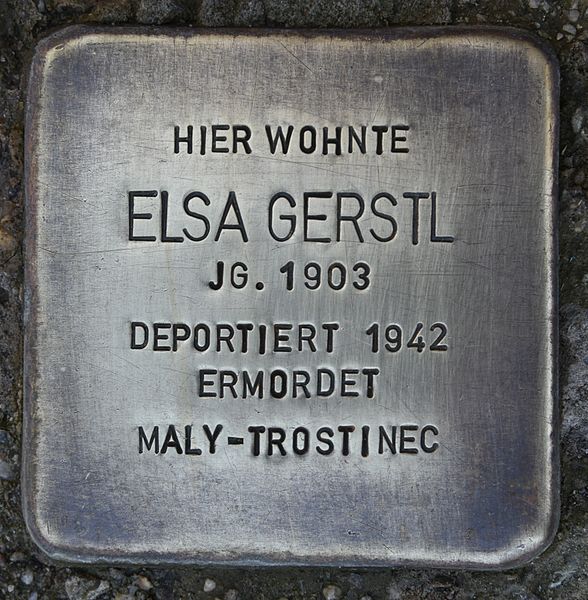 HIER WOHNTE
ELSA GERSTL
JG. 1903
DEPORTIERT 1942
ERMORDET
MALY-TROSTINEC